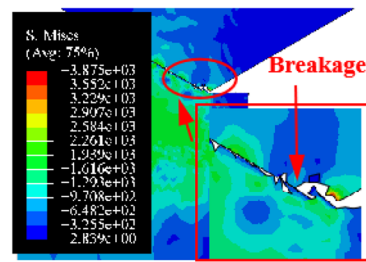 S. Mises
(Avg: 75%)
Breakage
−3.875e+03
3.552e+03
3.229e+03
2.907e+03
2.584e+03
2.261e+03
1.939e+03
−1.616e+03
−1.293e+03
−9.708e+02
−6.482e+02
−3.255e+02
2.839e+00